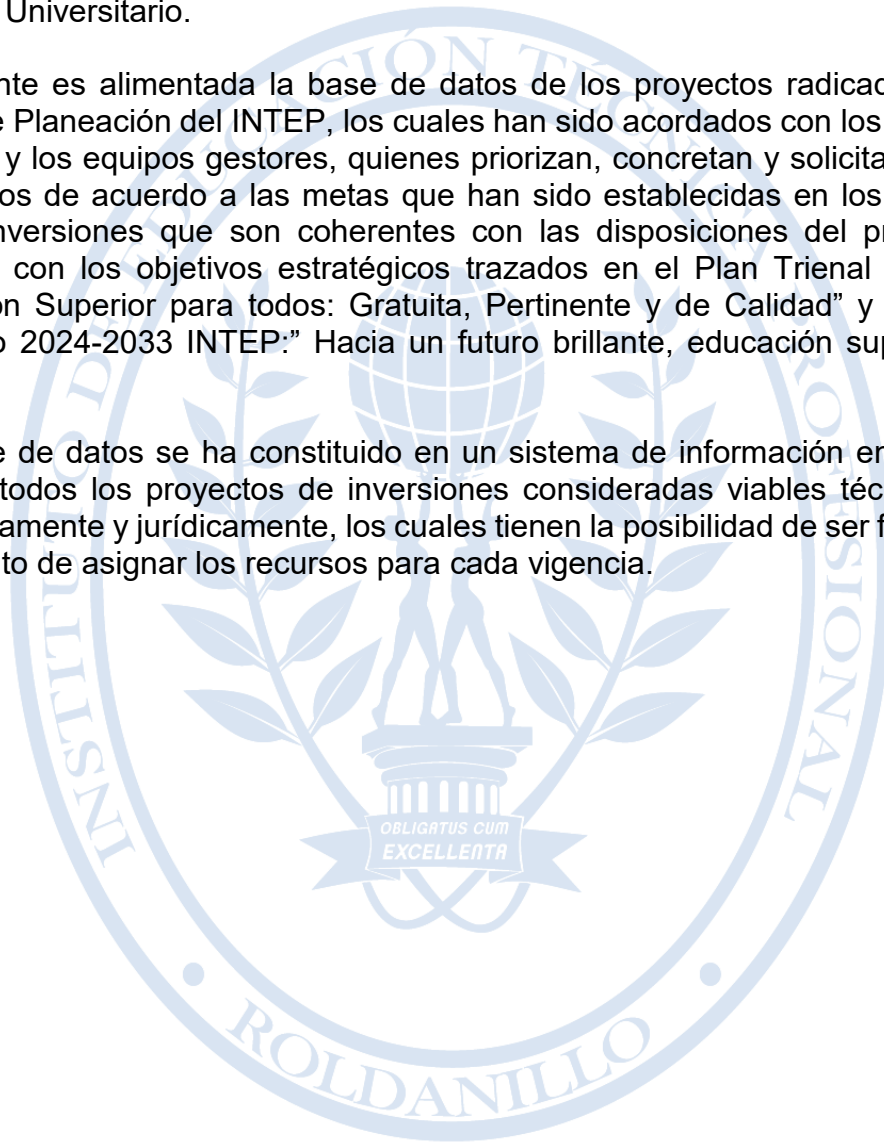 Universitario.
nte es alimentada la base de datos de los proyectos radicad
e Planeación del INTEP, los cuales han sido acordados con los
y los equipos gestores, quienes priorizan, concretan y solicita
os de acuerdo a las metas que han sido establecidas en los
nversiones que son coherentes con las disposiciones del pr
con los objetivos estratégicos trazados en el Plan Trienal
ón Superior para todos: Gratuita, Pertinente y de Calidad” y
o 2024-2033 INTEP:” Hacia un futuro brillante, educación sup
e de datos se ha constituido en un sistema de información en
todos los proyectos de inversiones consideradas viables téc
amente y jurídicamente, los cuales tienen la posibilidad de ser f
to de asignar los recursos para cada vigencia.
INSTITUTO DE EDUCACIÓN TÉCNICA PROFESIONAL
OBLIGATUS CUM
EXCELLENTA
• ROLDANILLO •